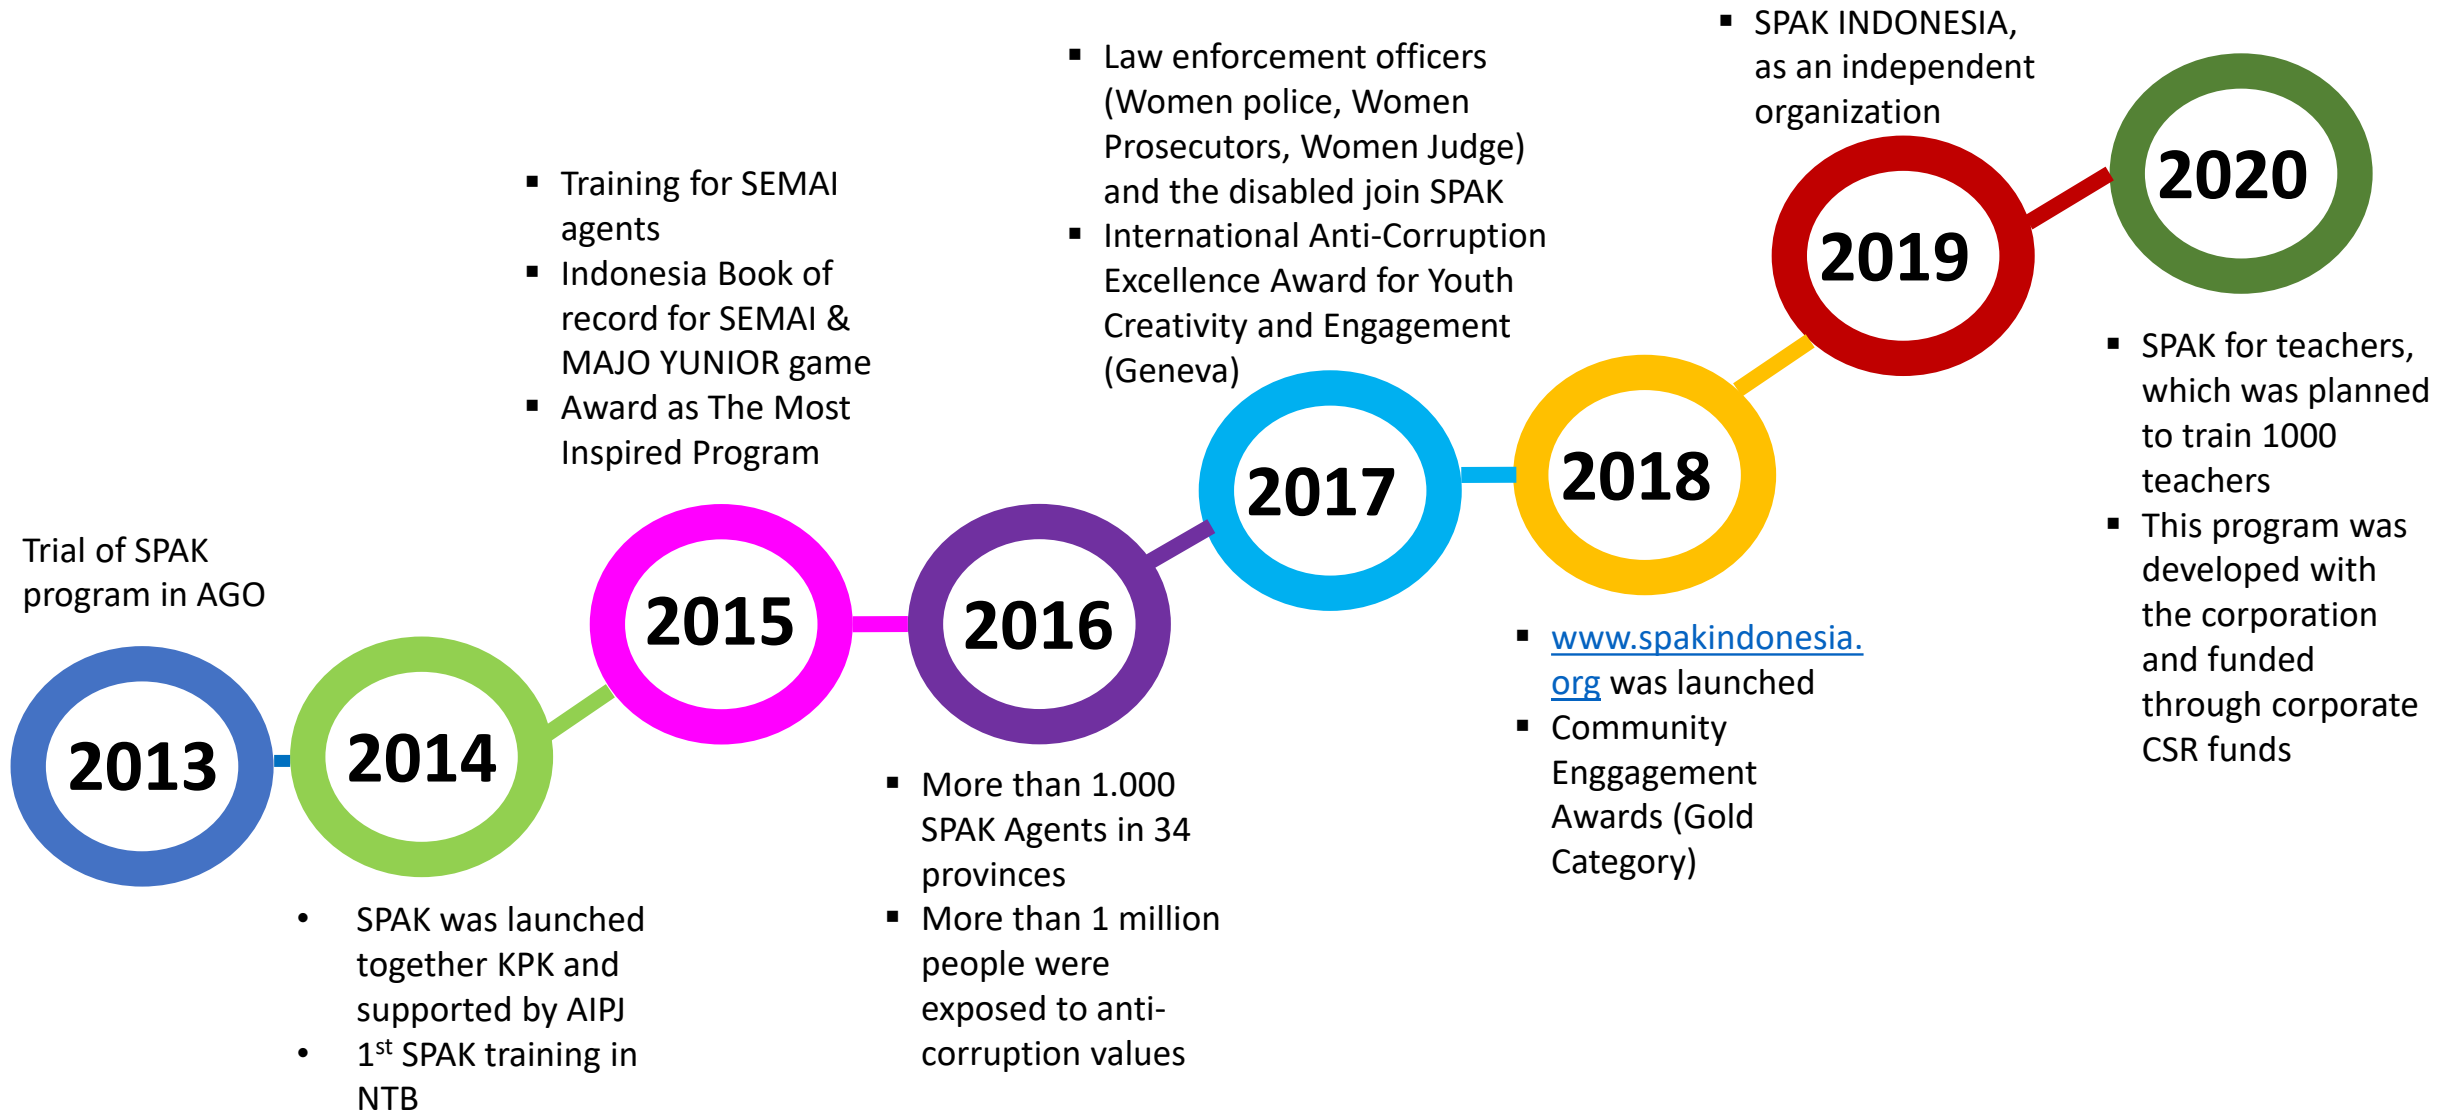 Trial of SPAK
program in AGO
2013
2014
SPAK was launched
together KPK and
supported by AIPJ
1st SPAK training in
NTB
Training for SEMAI
agents
Indonesia Book of
record for SEMAI &
MAJO YUNIOR game
Award as The Most
Inspired Program
2015
2016
More than 1.000
SPAK Agents in 34
provinces
More than 1 million
people were
exposed to anti-
corruption values
Law enforcement officers
(Women police, Women
Prosecutors, Women Judge)
and the disabled join SPAK
International Anti-Corruption
Excellence Award for Youth
Creativity and Engagement
(Geneva)
2017
2018
www.spakindonesia.
org was launched
Community
Enggagement
Awards (Gold
Category)
SPAK INDONESIA,
as an independent
organization
2019
2020
SPAK for teachers,
which was planned
to train 1000
teachers
This program was
developed with
the corporation
and funded
through corporate
CSR funds